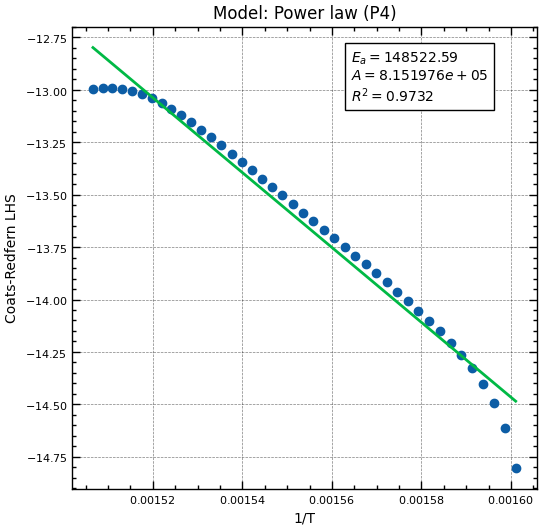 Model: Power law (P4)
−12.75
−13.00
−13.25
−13.50
−13.75
−14.00
−14.25
−14.50
−14.75
Coats-Redfern LHS
E_a = 148522.59
A = 8.151976e + 05
R² = 0.9732
0.00152 0.00154 0.00156 0.00158 0.00160
1/T